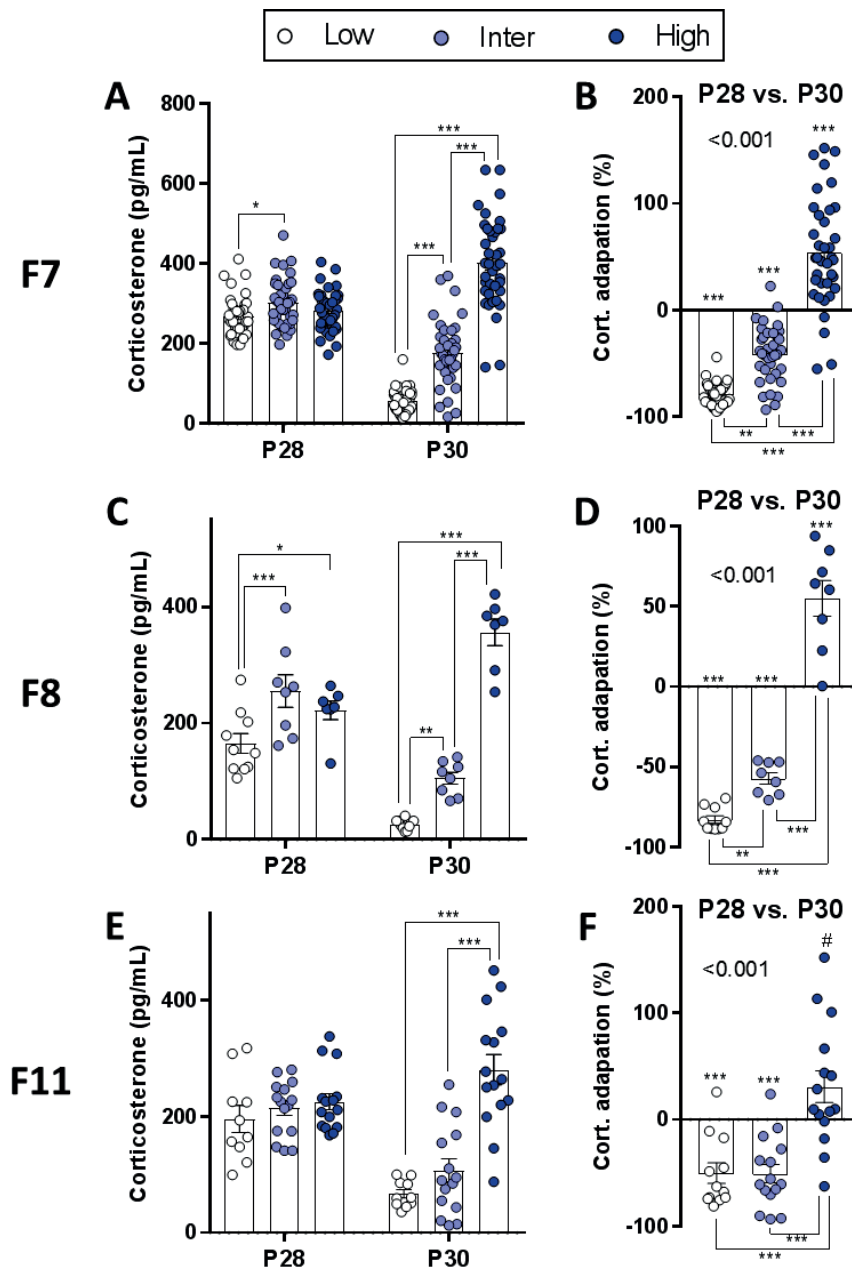 Low Inter High
F7
A
Corticosterone (pg/mL)
800
600
400
200
0
*
***
***
***
P28 P30
B
P28 vs. P30
Cort. adapation (%)
200
100
0
-100
<0.001
***
***
***
** ***
***
F8
C
Corticosterone (pg/mL)
400
200
0
*
***
***
***
**
P28 P30
D
P28 vs. P30
Cort. adapation (%)
100
50
0
-50
-100
***
<0.001
*** ***
***
**
***
F11
E
Corticosterone (pg/mL)
400
200
0
***
***
P28 P30
F
P28 vs. P30
Cort. adapation (%)
200
100
0
-100
#
<0.001
*** ***
***
***